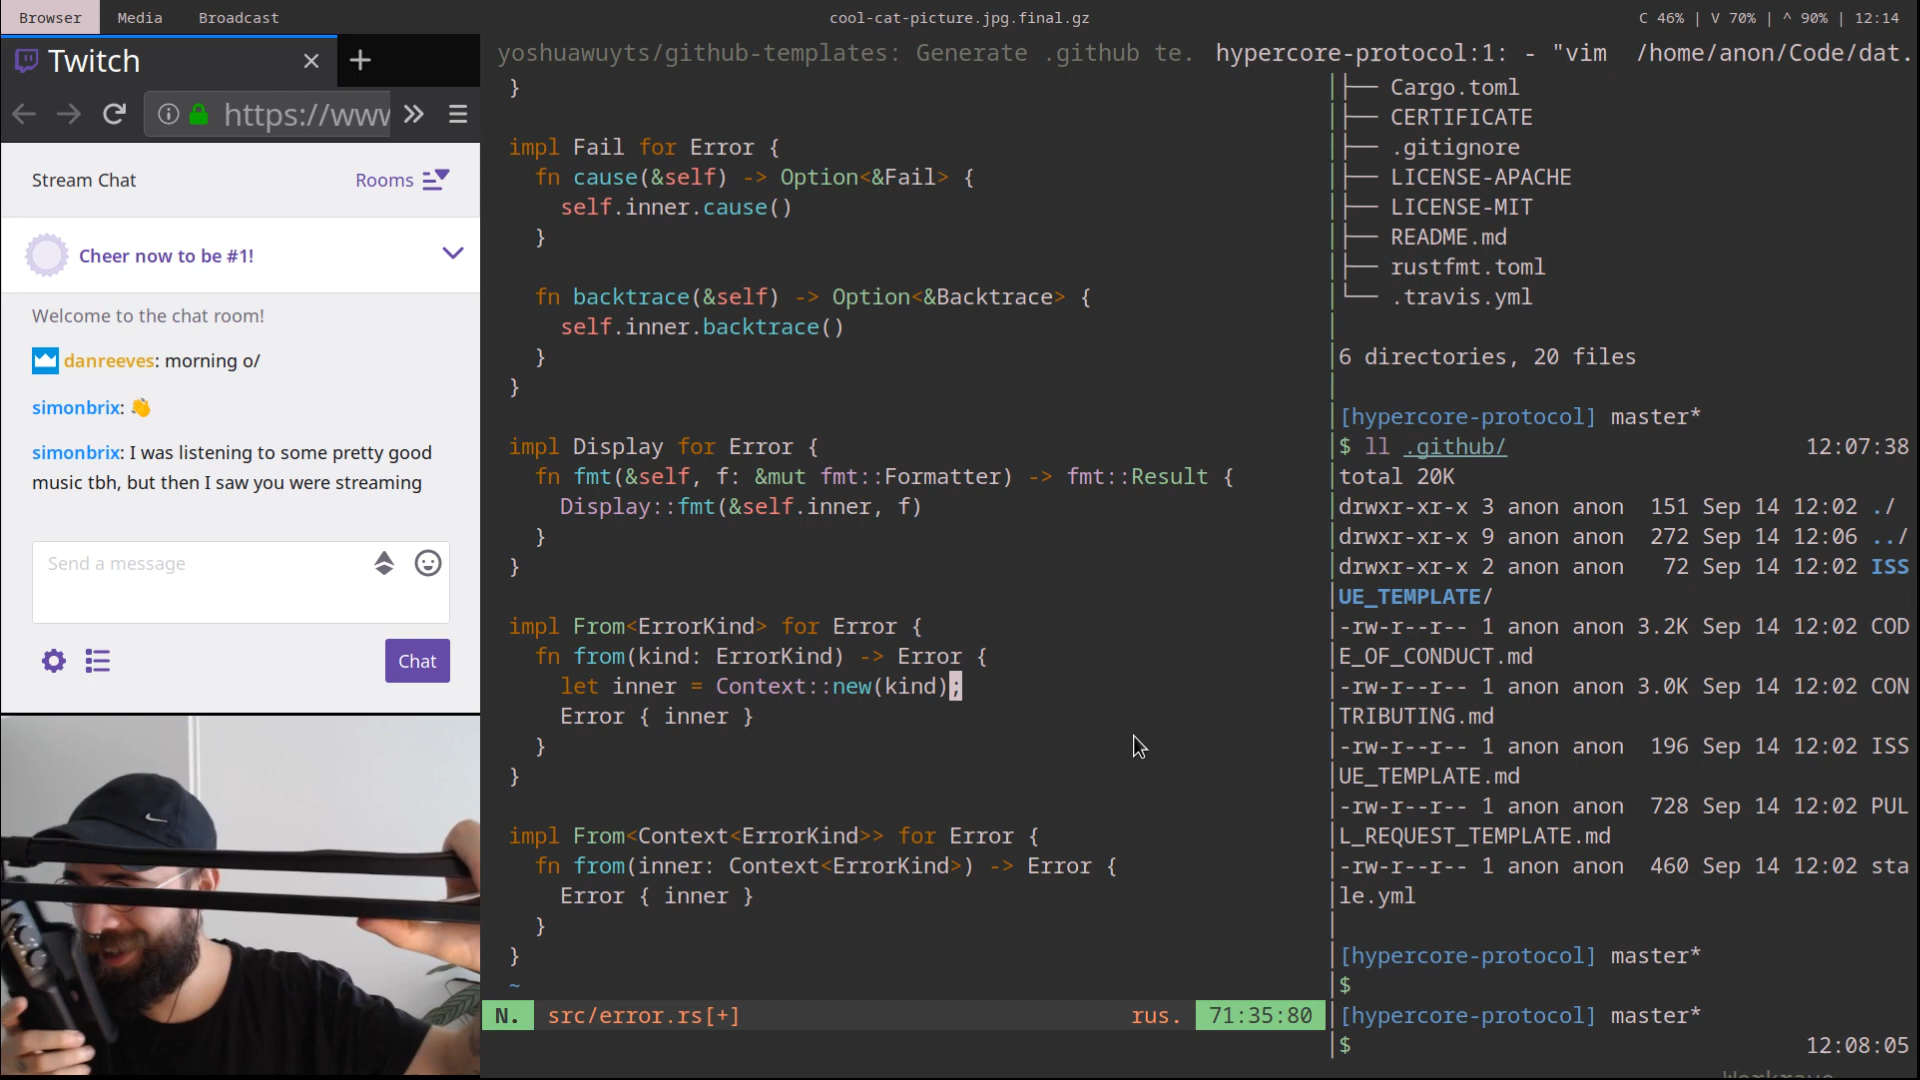 Browser Media Broadcast cool-cat-picture.jpg.final.gz C 46% | V 70% | ^ 90% | 12:14
Twitch
https://www
Stream Chat
Rooms
Cheer now to be #1!
Welcome to the chat room!
danreeves: morning o/
simonbrix: 👋
simonbrix: I was listening to some pretty good
music tbh, but then I saw you were streaming
Send a message
Chat
yoshuawuyts/github-templates: Generate .github te. hypercore-protocol:1: - "vim /home/anon/Code/dat.
}
impl Fail for Error {
fn cause(&self) -> Option<&Fail> {
self.inner.cause()
}
fn backtrace(&self) -> Option<&Backtrace> {
self.inner.backtrace()
}
}
impl Display for Error {
fn fmt(&self, f: &mut fmt::Formatter) -> fmt::Result {
Display::fmt(&self.inner, f)
}
}
impl From<ErrorKind> for Error {
fn from(kind: ErrorKind) -> Error {
let inner = Context::new(kind);
Error { inner }
}
}
impl From<Context<ErrorKind>> for Error {
fn from(inner: Context<ErrorKind>) -> Error {
Error { inner }
}
}
~
N. src/error.rs[+] rus. 71:35:80
├── Cargo.toml
├── CERTIFICATE
├── .gitignore
├── LICENSE-APACHE
├── LICENSE-MIT
├── README.md
├── rustfmt.toml
└── .travis.yml
6 directories, 20 files
[hypercore-protocol] master*
$ ll .github/ 12:07:38
total 20K
drwxr-xr-x 3 anon anon 151 Sep 14 12:02 ./
drwxr-xr-x 9 anon anon 272 Sep 14 12:06 ../
drwxr-xr-x 2 anon anon 72 Sep 14 12:02 ISS
UE_TEMPLATE/
-rw-r--r-- 1 anon anon 3.2K Sep 14 12:02 COD
E_OF_CONDUCT.md
-rw-r--r-- 1 anon anon 3.0K Sep 14 12:02 CON
TRIBUTING.md
-rw-r--r-- 1 anon anon 196 Sep 14 12:02 ISS
UE_TEMPLATE.md
-rw-r--r-- 1 anon anon 728 Sep 14 12:02 PUL
L_REQUEST_TEMPLATE.md
-rw-r--r-- 1 anon anon 460 Sep 14 12:02 sta
le.yml
[hypercore-protocol] master*
$
[hypercore-protocol] master*
$ 12:08:05